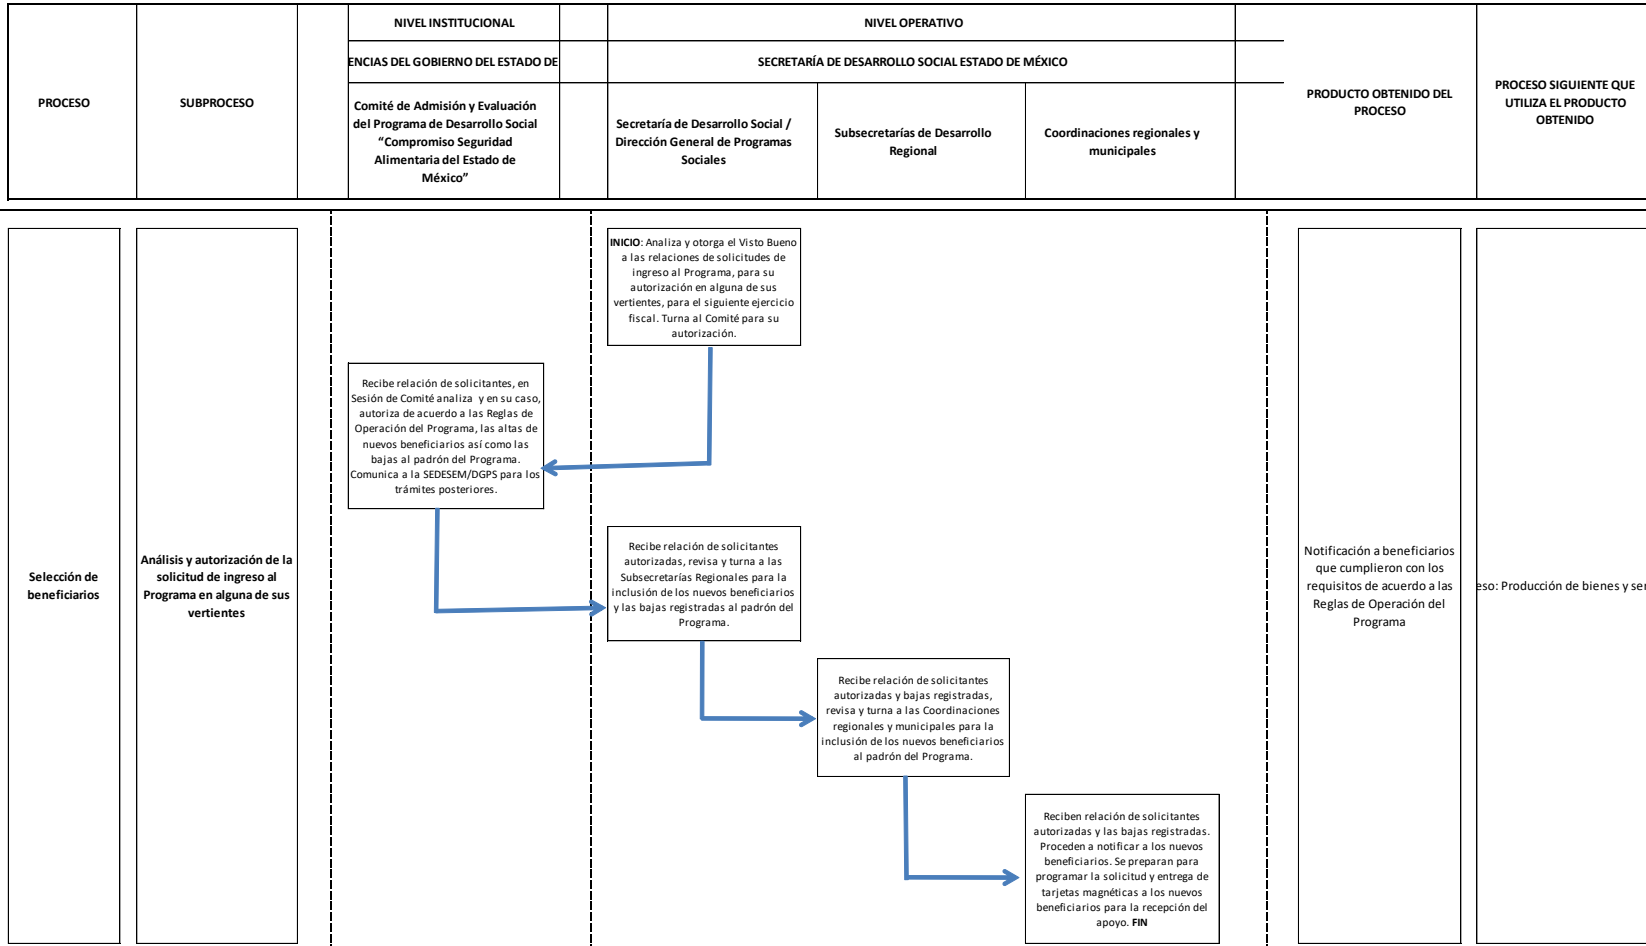 NIVEL INSTITUCIONAL
NIVEL OPERATIVO
ENCIAS DEL GOBIERNO DEL ESTADO DE
SECRETARÍA DE DESARROLLO SOCIAL ESTADO DE MÉXICO
PROCESO
SUBPROCESO
Comité de Admisión y Evaluación
del Programa de Desarrollo Social
“Compromiso Seguridad
Alimentaria del Estado de
México”
Secretaría de Desarrollo Social /
Dirección General de Programas
Sociales
Subsecretarías de Desarrollo
Regional
Coordinaciones regionales y
municipales
PRODUCTO OBTENIDO DEL
PROCESO
PROCESO SIGUIENTE QUE
UTILIZA EL PRODUCTO
OBTENIDO
INICIO: Analiza y otorga el Visto Bueno
a las relaciones de solicitudes de
ingreso al Programa, para su
autorización en alguna de sus
vertientes, para el siguiente ejercicio
fiscal. Turna al Comité para su
autorización.
Recibe relación de solicitantes, en
Sesión de Comité analiza y en su caso,
autoriza de acuerdo a las Reglas de
Operación del Programa, las altas de
nuevos beneficiarios así como las
bajas al padrón del Programa.
Comunica a la SEDESEM/DGPS para los
trámites posteriores.
Selección de
beneficiarios
Análisis y autorización de la
solicitud de ingreso al
Programa en alguna de sus
vertientes
Recibe relación de solicitantes
autorizadas, revisa y turna a las
Subsecretarías Regionales para la
inclusión de los nuevos beneficiarios
y las bajas registradas al padrón del
Programa.
Notificación a beneficiarios
que cumplieron con los
requisitos de acuerdo a las
Reglas de Operación del
Programa
eso: Producción de bienes y ser
Recibe relación de solicitantes
autorizadas y bajas registradas,
revisa y turna a las Coordinaciones
regionales y municipales para la
inclusión de los nuevos beneficiarios
al padrón del Programa.
Reciben relación de solicitantes
autorizadas y las bajas registradas.
Proceden a notificar a los nuevos
beneficiarios. Se preparan para
programar la solicitud y entrega de
tarjetas magnéticas a los nuevos
beneficiarios para la recepción del
apoyo. FIN